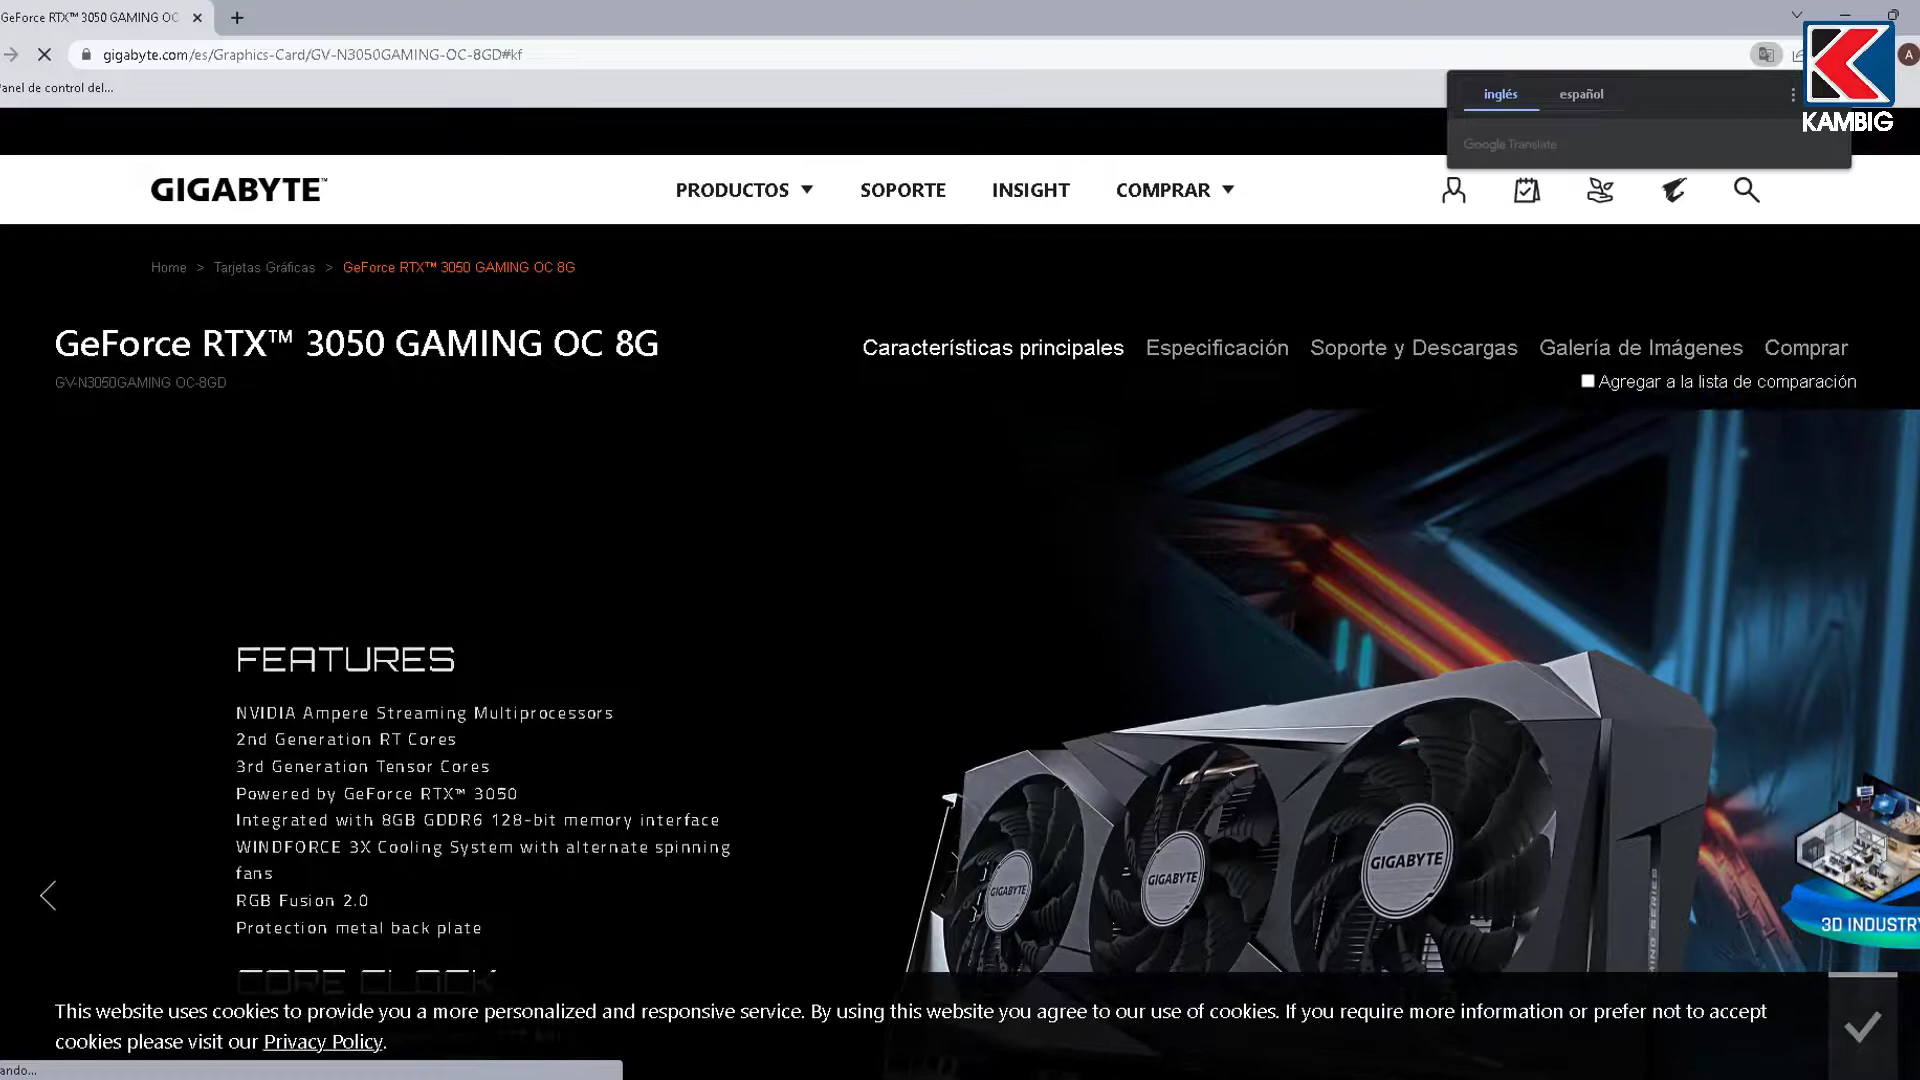 GeForce RTX™ 3050 GAMING OC
gigabyte.com/es/Graphics-Card/GV-N3050GAMING-OC-8GD#kf
A
anel de control del...
inglés español
Google Translate
KAMBIG
GIGABYTE™
PRODUCTOS SOPORTE INSIGHT COMPRAR
Home > Tarjetas Gráficas > GeForce RTX™ 3050 GAMING OC 8G
GeForce RTX™ 3050 GAMING OC 8G
GV-N3050GAMING OC-8GD
Características principales Especificación Soporte y Descargas Galería de Imágenes Comprar
Agregar a la lista de comparación
FEATURES
NVIDIA Ampere Streaming Multiprocessors
2nd Generation RT Cores
3rd Generation Tensor Cores
Powered by GeForce RTX™ 3050
Integrated with 8GB GDDR6 128-bit memory interface
WINDFORCE 3X Cooling System with alternate spinning
fans
RGB Fusion 2.0
Protection metal back plate
CORE CLOCK
GIGABYTE
GIGABYTE
GIGABYTE
3D INDUSTRY
This website uses cookies to provide you a more personalized and responsive service. By using this website you agree to our use of cookies. If you require more information or prefer not to accept
cookies please visit our Privacy Policy.
ando...